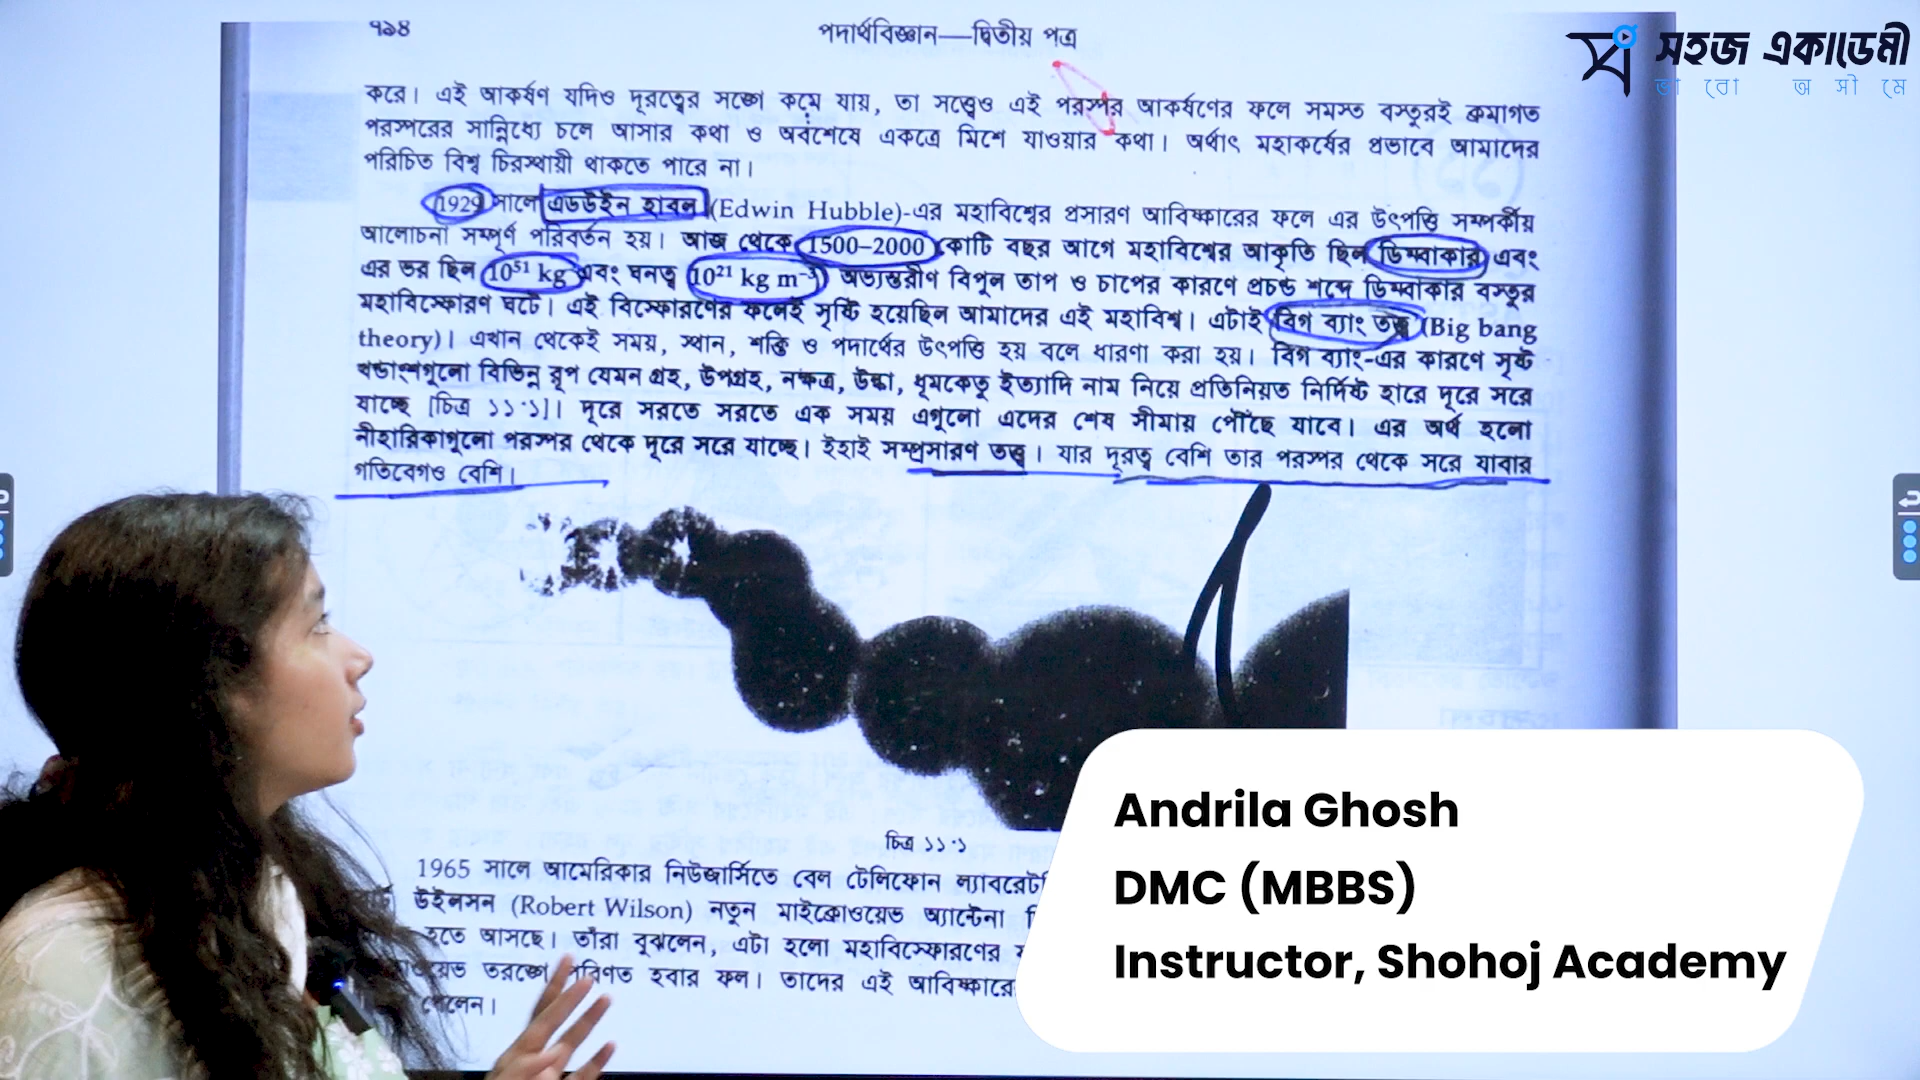 ৭৯৪
পদার্থবিজ্ঞান—দ্বিতীয় পত্র
সহজ একাডেমী
ভাবো অসীমে
করে। এই আকর্ষণ যদিও দূরত্বের সঙ্গে কমে যায়, তা সত্ত্বেও এই পরস্পর আকর্ষণের ফলে সমস্ত বস্তুরই ক্রমাগত
পরস্পরের সান্নিধ্যে চলে আসার কথা ও অবশেষে একত্রে মিশে যাওয়ার কথা। অর্থাৎ মহাকর্ষের প্রভাবে আমাদের
পরিচিত বিশ্ব চিরস্থায়ী থাকতে পারে না।
1929 সালে এডউইন হাবল (Edwin Hubble)-এর মহাবিশ্বের প্রসারণ আবিষ্কারের ফলে এর উৎপত্তি সম্পর্কীয়
আলোচনা সম্পূর্ণ পরিবর্তন হয়। আজ থেকে 1500–2000 কোটি বছর আগে মহাবিশ্বের আকৃতি ছিল ডিম্বাকার এবং
এর ভর ছিল 10⁵¹ kg এবং ঘনত্ব 10²¹ kg m⁻³। অভ্যন্তরীণ বিপুল তাপ ও চাপের কারণে প্রচণ্ড শব্দে ডিম্বাকার বস্তুর
মহাবিস্ফোরণ ঘটে। এই বিস্ফোরণের ফলেই সৃষ্টি হয়েছিল আমাদের এই মহাবিশ্ব। এটাই বিগ ব্যাং তত্ত্ব (Big bang
theory)। এখান থেকেই সময়, স্থান, শক্তি ও পদার্থের উৎপত্তি হয় বলে ধারণা করা হয়। বিগ ব্যাং-এর কারণে সৃষ্ট
খণ্ডাংশগুলো বিভিন্ন রূপ যেমন গ্রহ, উপগ্রহ, নক্ষত্র, উল্কা, ধূমকেতু ইত্যাদি নাম নিয়ে প্রতিনিয়ত নির্দিষ্ট হারে দূরে সরে
যাচ্ছে [চিত্র ১১·১]। দূরে সরতে সরতে এক সময় এগুলো এদের শেষ সীমায় পৌঁছে যাবে। এর অর্থ হলো
নীহারিকাগুলো পরস্পর থেকে দূরে সরে যাচ্ছে। ইহাই সম্প্রসারণ তত্ত্ব। যার দূরত্ব বেশি তার পরস্পর থেকে সরে যাবার
গতিবেগও বেশি।
চিত্র ১১·১
1965 সালে আমেরিকার নিউজার্সিতে বেল টেলিফোন
উইলসন (Robert Wilson) নতুন মাইক্রোওয়েভ অ্যান্টেনা
হতে আসছে। তাঁরা বুঝলেন, এটা হলো মহাবিস্ফোরণের
তরঙ্গে পরিণত হবার ফল। তাদের এই
পেলেন।
Andrila Ghosh
DMC (MBBS)
Instructor, Shohoj Academy